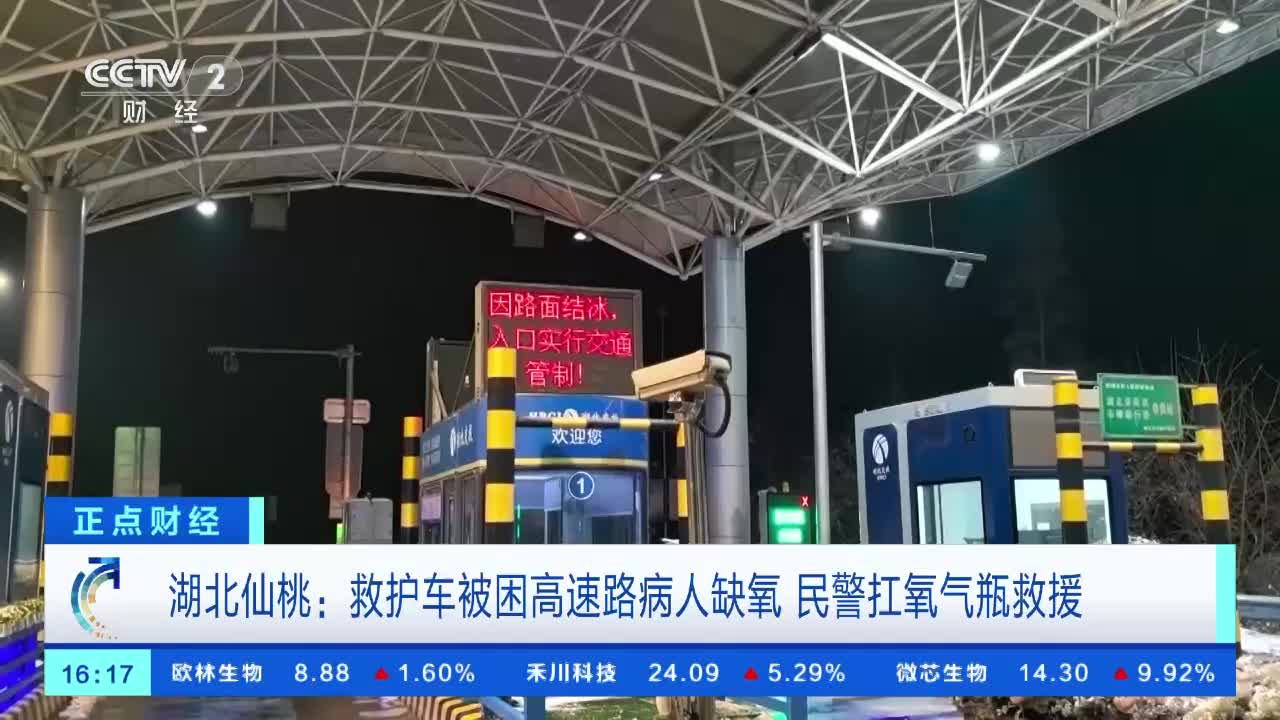 CCTV 2
财经
因路面结冰，
入口实行交通
管制！
欢迎您
1
X
正点财经
湖北仙桃：救护车被困高速路病人缺氧 民警扛氧气瓶救援
16:17 欧林生物 8.88 ▲ 1.60% 禾川科技 24.09 ▲ 5.29% 微芯生物 14.30 ▲ 9.92%